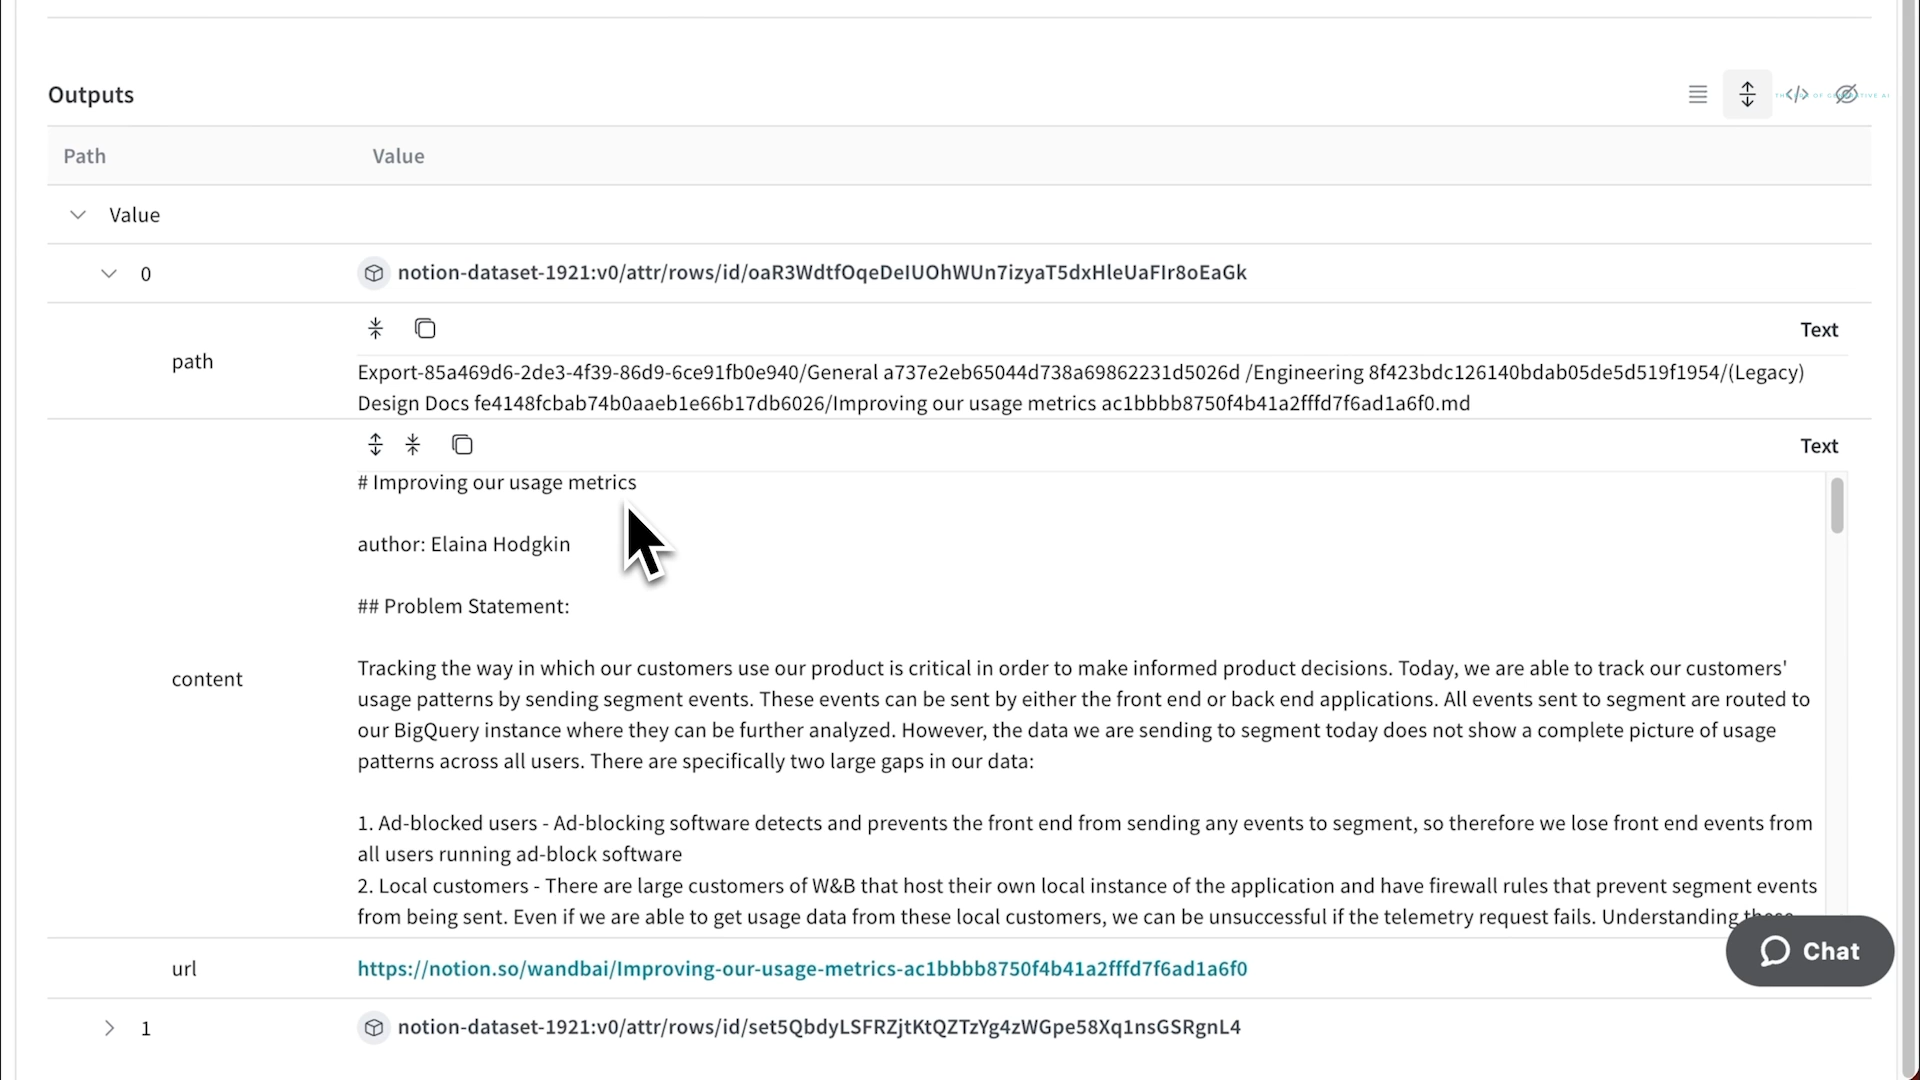 Outputs
Path Value
Value
0 notion-dataset-1921:v0/attr/rows/id/oaR3WdtfOqeDeIUOhWUn7izyaT5dxHleUaFIr8oEaGk
Text
path
Export-85a469d6-2de3-4f39-86d9-6ce91fb0e940/General a737e2eb65044d738a69862231d5026d /Engineering 8f423bdc126140bdab05de5d519f1954/(Legacy)
Design Docs fe4148fcbab74b0aaeb1e66b17db6026/Improving our usage metrics ac1bbbb8750f4b41a2fffd7f6ad1a6f0.md
Text
content
# Improving our usage metrics
author: Elaina Hodgkin
## Problem Statement:
Tracking the way in which our customers use our product is critical in order to make informed product decisions. Today, we are able to track our customers'
usage patterns by sending segment events. These events can be sent by either the front end or back end applications. All events sent to segment are routed to
our BigQuery instance where they can be further analyzed. However, the data we are sending to segment today does not show a complete picture of usage
patterns across all users. There are specifically two large gaps in our data:
1. Ad-blocked users - Ad-blocking software detects and prevents the front end from sending any events to segment, so therefore we lose front end events from
all users running ad-block software
2. Local customers - There are large customers of W&B that host their own local instance of the application and have firewall rules that prevent segment events
from being sent. Even if we are able to get usage data from these local customers, we can be unsuccessful if the telemetry request fails. Understanding these
Chat
url https://notion.so/wandbai/Improving-our-usage-metrics-ac1bbbb8750f4b41a2fffd7f6ad1a6f0
1 notion-dataset-1921:v0/attr/rows/id/set5QbdyLSFRZjtKtQZTzYg4zWGpe58Xq1nsGSRgnL4